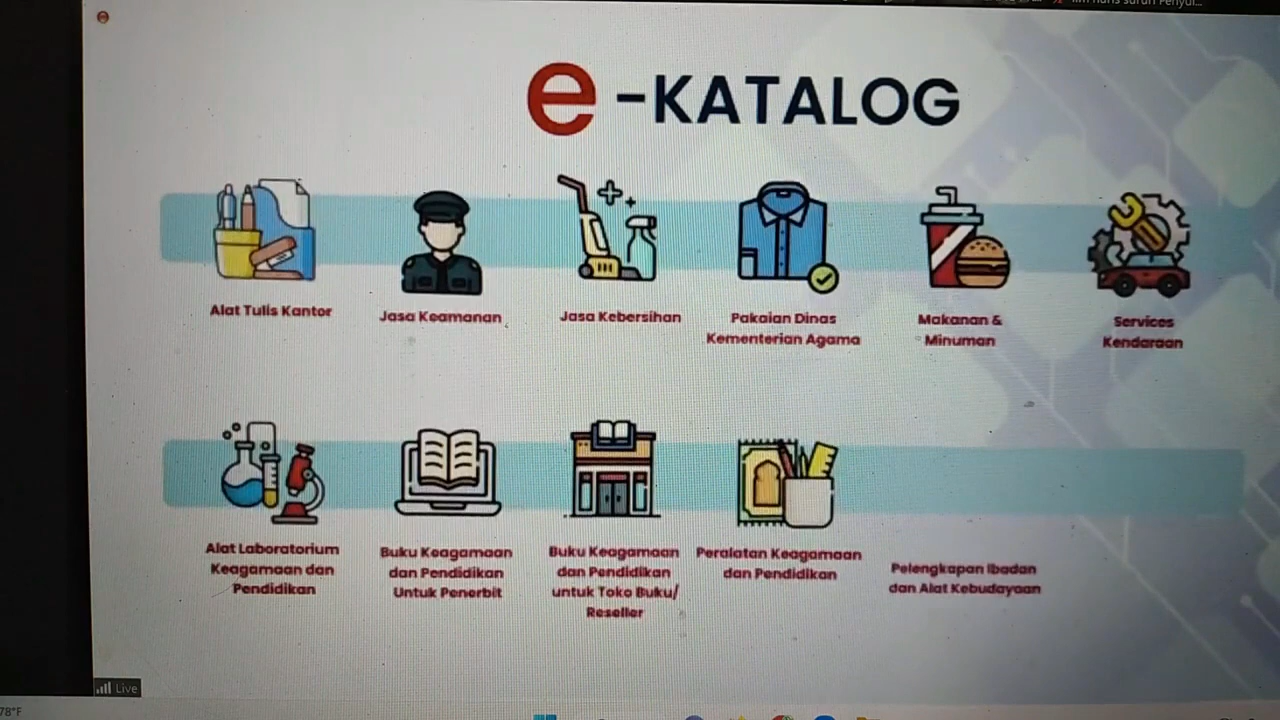 e-KATALOG
Alat Tulis Kantor
Jasa Keamanan
Jasa Kebersihan
Pakaian Dinas
Kementerian Agama
Makanan &
Minuman
Services
Kendaraan
Alat Laboratorium
Keagamaan dan
Pendidikan
Buku Keagamaan
dan Pendidikan
Untuk Penerbit
Buku Keagamaan
dan Pendidikan
untuk Toko Buku/
Reseller
Peralatan Keagamaan
dan Pendidikan
Pelengkapan Ibadan
dan Alat Kebudayaan
Live
78°F